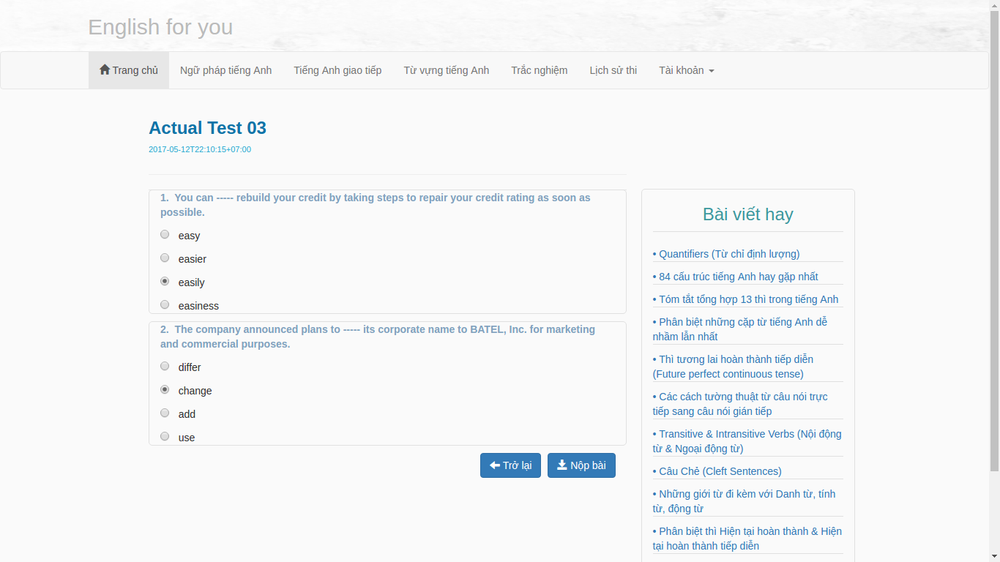 English for you
Trang chủ Ngữ pháp tiếng Anh Tiếng Anh giao tiếp Từ vựng tiếng Anh Trắc nghiệm Lịch sử thi Tài khoản
Actual Test 03
2017-05-12T22:10:15+07:00
1. You can ----- rebuild your credit by taking steps to repair your credit rating as soon as
possible.
easy
easier
easily
easiness
2. The company announced plans to ----- its corporate name to BATEL, Inc. for marketing
and commercial purposes.
differ
change
add
use
Trở lại Nộp bài
Bài viết hay
• Quantifiers (Từ chỉ định lượng)
• 84 cấu trúc tiếng Anh hay gặp nhất
• Tóm tắt tổng hợp 13 thì trong tiếng Anh
• Phân biệt những cặp từ tiếng Anh dễ
nhầm lẫn nhất
• Thì tương lai hoàn thành tiếp diễn
(Future perfect continuous tense)
• Các cách tường thuật từ câu nói trực
tiếp sang câu nói gián tiếp
• Transitive & Intransitive Verbs (Nội động
từ & Ngoại động từ)
• Câu Chẻ (Cleft Sentences)
• Những giới từ đi kèm với Danh từ, tính
từ, động từ
• Phân biệt thì Hiện tại hoàn thành & Hiện
tại hoàn thành tiếp diễn